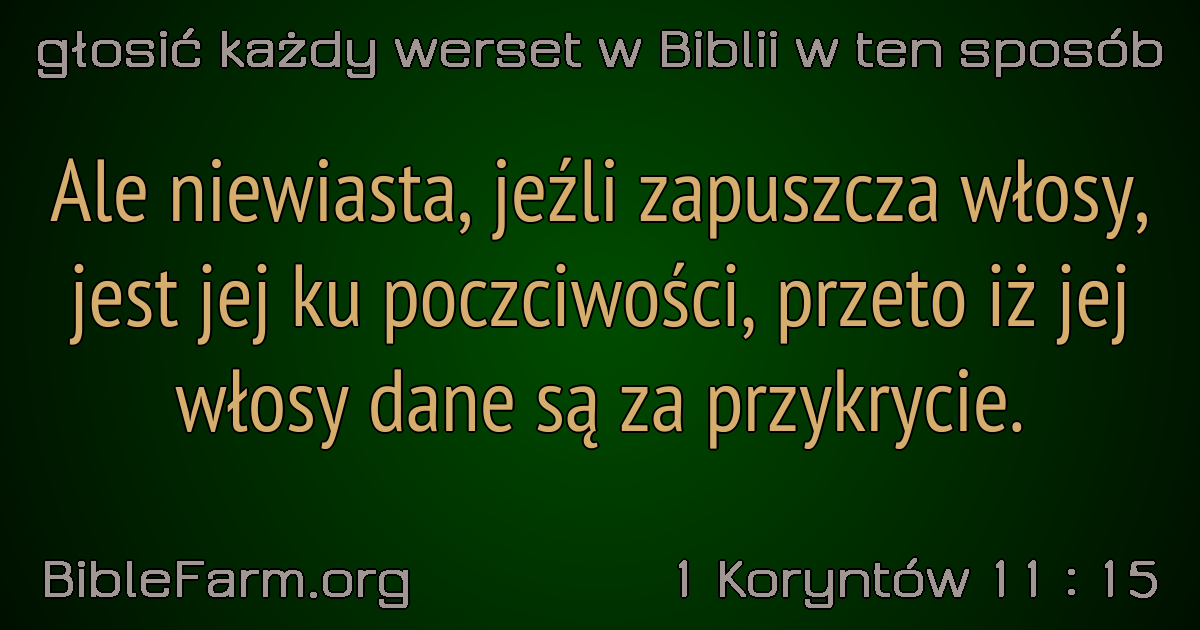 głosić każdy werset w Biblii w ten sposób
Ale niewiasta, jeźli zapuszcza włosy,
jest jej ku poczciwości, przeto iż jej
włosy dane są za przykrycie.
BibleFarm.org
1 Koryntów 11 : 15